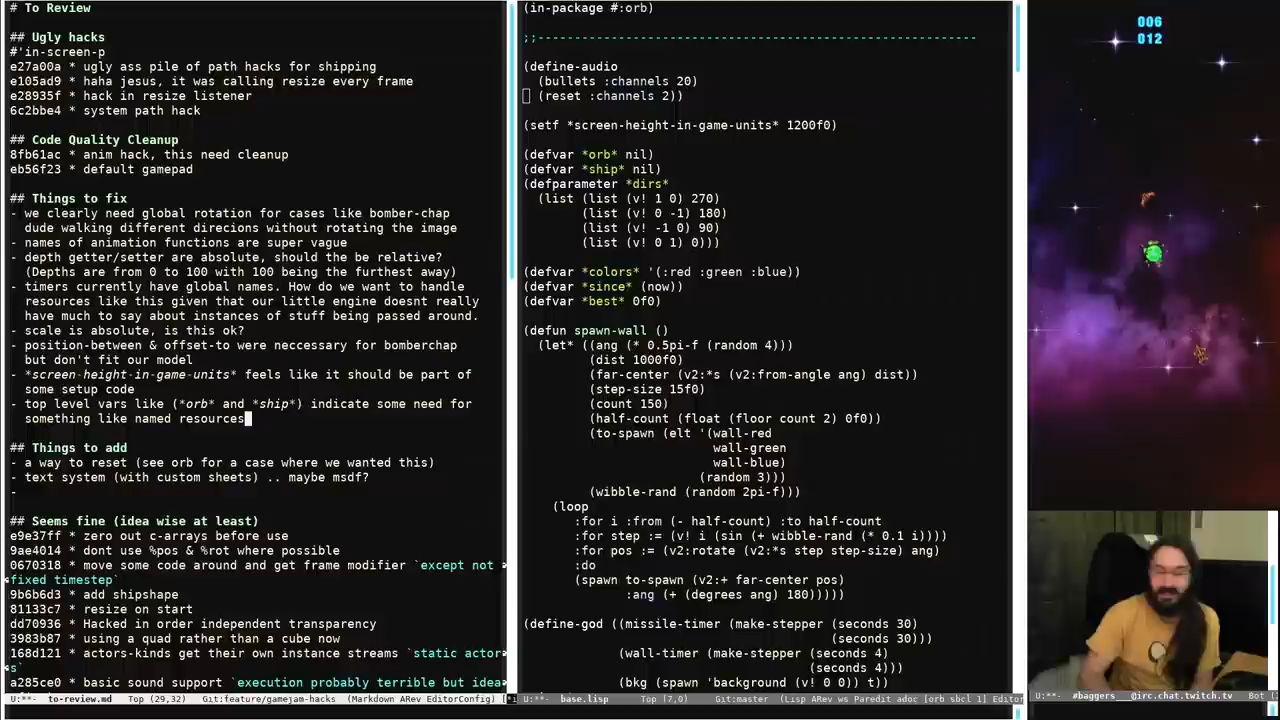 # To Review
## Ugly hacks
#'in-screen-p
e27a00a * ugly ass pile of path hacks for shipping
e105ad9 * haha jesus, it was calling resize every frame
e28935f * hack in resize listener
6c2bbe4 * system path hack
## Code Quality Cleanup
8fb61ac * anim hack, this need cleanup
eb56f23 * default gamepad
## Things to fix
- we clearly need global rotation for cases like bomber-chap
dude walking different direcions without rotating the image
- names of animation functions are super vague
- depth getter/setter are absolute, should the be relative?
(Depths are from 0 to 100 with 100 being the furthest away)
- timers currently have global names. How do we want to handle
resources like this given that our little engine doesnt really
have much to say about instances of stuff being passed around.
- scale is absolute, is this ok?
- position-between & offset-to were neccessary for bomberchap
but don't fit our model
- *screen-height-in-game-units* feels like it should be part of
some setup code
- top level vars like (*orb* and *ship*) indicate some need for
something like named resources
## Things to add
- a way to reset (see orb for a case where we wanted this)
- text system (with custom sheets) .. maybe msdf?
-
## Seems fine (idea wise at least)
e9e37ff * zero out c-arrays before use
9ae4014 * dont use %pos & %rot where possible
0670318 * move some code around and get frame modifier `except not
fixed timestep`
9b6b6d3 * add shipshape
81133c7 * resize on start
dd70936 * Hacked in order independent transparency
3983b87 * using a quad rather than a cube now
168d121 * actors-kinds get their own instance streams `static actor
s`
a285ce0 * basic sound support `execution probably terrible but idea
U:**- to-review.md Top (29,32) Git:feature/gamejam-hacks (Markdown ARev EditorConfig)
(in-package #:orb)
;;----------------------------------------------------------
(define-audio
(bullets :channels 20)
(reset :channels 2))
(setf *screen-height-in-game-units* 1200f0)
(defvar *orb* nil)
(defvar *ship* nil)
(defparameter *dirs*
(list (list (v! 1 0) 270)
(list (v! 0 -1) 180)
(list (v! -1 0) 90)
(list (v! 0 1) 0)))
(defvar *colors* '(:red :green :blue))
(defvar *since* (now))
(defvar *best* 0f0)
(defun spawn-wall ()
(let* ((ang (* 0.5pi-f (random 4)))
(dist 1000f0)
(far-center (v2:*s (v2:from-angle ang) dist))
(step-size 15f0)
(count 150)
(half-count (float (floor count 2) 0f0))
(to-spawn (elt '(wall-red
wall-green
wall-blue)
(random 3)))
(wibble-rand (random 2pi-f)))
(loop
:for i :from (- half-count) :to half-count
:for step := (v! i (sin (+ wibble-rand (* 0.1 i))))
:for pos := (v2:rotate (v2:*s step step-size) ang)
:do
(spawn to-spawn (v2:+ far-center pos)
:ang (+ (degrees ang) 180)))))
(define-god ((missile-timer (make-stepper (seconds 30)
(seconds 30)))
(wall-timer (make-stepper (seconds 4)
(seconds 4)))
(bkg (spawn 'background (v! 0 0)) t))
U:**- base.lisp Top (7,0) Git:master (Lisp ARev ws Paredit adoc [orb sbcl 1] Editor
006
012
U:**- #baggers__@irc.chat.twitch.tv Bot